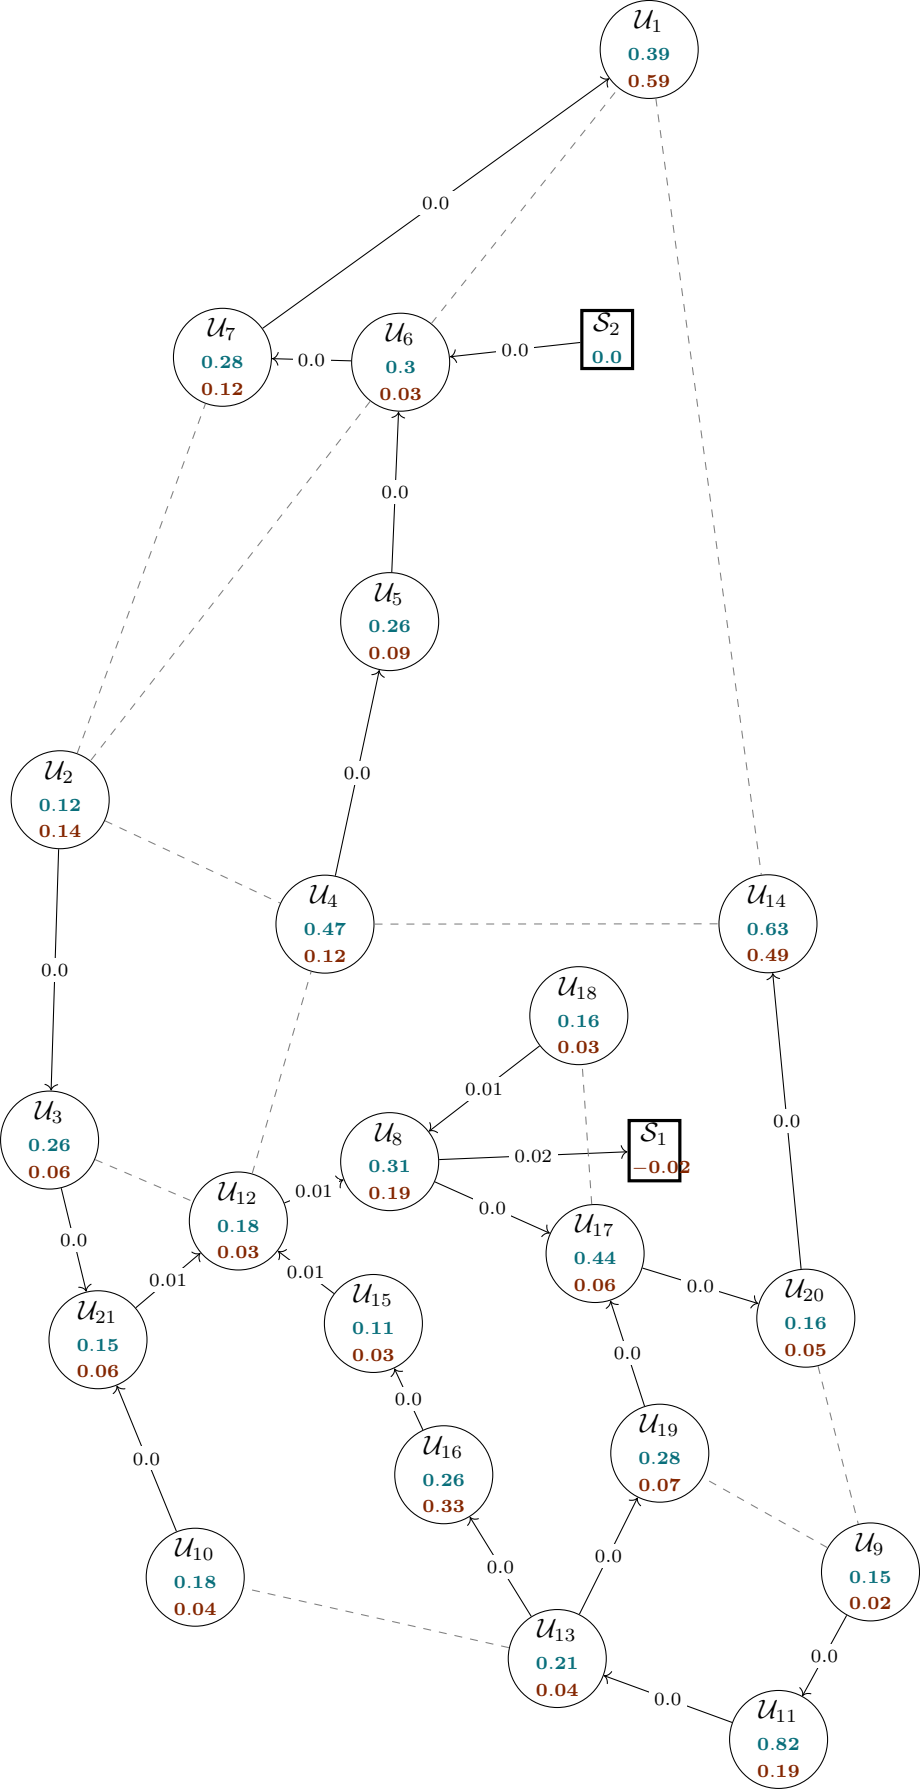 𝒰₁
0.39
0.59
0.0
𝒰₇
0.28
0.12
0.0
𝒰₆
0.3
0.03
0.0
𝒮₂
0.0
0.0
𝒰₅
0.26
0.09
0.0
𝒰₂
0.12
0.14
𝒰₄
0.47
0.12
𝒰₁₄
0.63
0.49
0.0
𝒰₁₈
0.16
0.03
0.01
𝒰₃
0.26
0.06
𝒰₈
0.31
0.19
0.02
𝒮₁
−0.02
0.0
𝒰₁₂
0.18
0.03
0.01
0.0
𝒰₁₇
0.44
0.06
0.0
0.01
0.01
0.0
𝒰₂₁
0.15
0.06
𝒰₁₅
0.11
0.03
𝒰₂₀
0.16
0.05
0.0
0.0
𝒰₁₆
0.26
0.33
𝒰₁₉
0.28
0.07
0.0
𝒰₁₀
0.18
0.04
0.0
0.0
𝒰₉
0.15
0.02
𝒰₁₃
0.21
0.04
0.0
0.0
𝒰₁₁
0.82
0.19